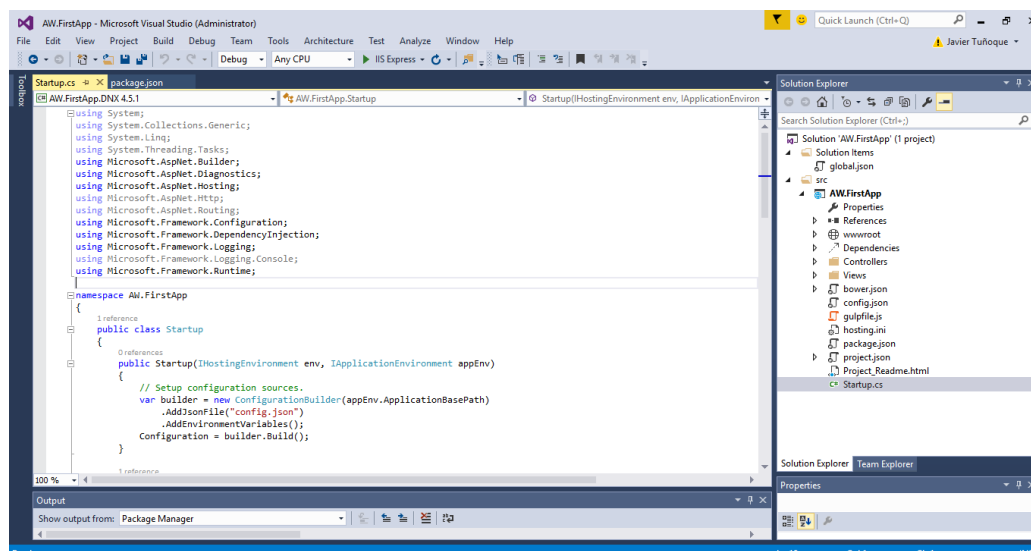 AW.FirstApp - Microsoft Visual Studio (Administrator)
Quick Launch (Ctrl+Q)
File Edit View Project Build Debug Team Tools Architecture Test Analyze Window Help
Javier Tuñoque
Debug Any CPU IIS Express
Toolbox
Startup.cs package.json
AW.FirstApp.DNX 4.5.1 AW.FirstApp.Startup Startup(IHostingEnvironment env, IApplicationEnviron
using System;
using System.Collections.Generic;
using System.Linq;
using System.Threading.Tasks;
using Microsoft.AspNet.Builder;
using Microsoft.AspNet.Diagnostics;
using Microsoft.AspNet.Hosting;
using Microsoft.AspNet.Http;
using Microsoft.AspNet.Routing;
using Microsoft.Framework.Configuration;
using Microsoft.Framework.DependencyInjection;
using Microsoft.Framework.Logging;
using Microsoft.Framework.Logging.Console;
using Microsoft.Framework.Runtime;
namespace AW.FirstApp
{
1 reference
public class Startup
{
0 references
public Startup(IHostingEnvironment env, IApplicationEnvironment appEnv)
{
// Setup configuration sources.
var builder = new ConfigurationBuilder(appEnv.ApplicationBasePath)
.AddJsonFile("config.json")
.AddEnvironmentVariables();
Configuration = builder.Build();
}
1 reference
100 %
Output
Show output from: Package Manager
Solution Explorer
Search Solution Explorer (Ctrl+;)
Solution 'AW.FirstApp' (1 project)
Solution Items
global.json
src
AW.FirstApp
Properties
References
wwwroot
Dependencies
Controllers
Views
bower.json
config.json
gulpfile.js
hosting.ini
package.json
project.json
Project_Readme.html
C# Startup.cs
Solution Explorer Team Explorer
Properties